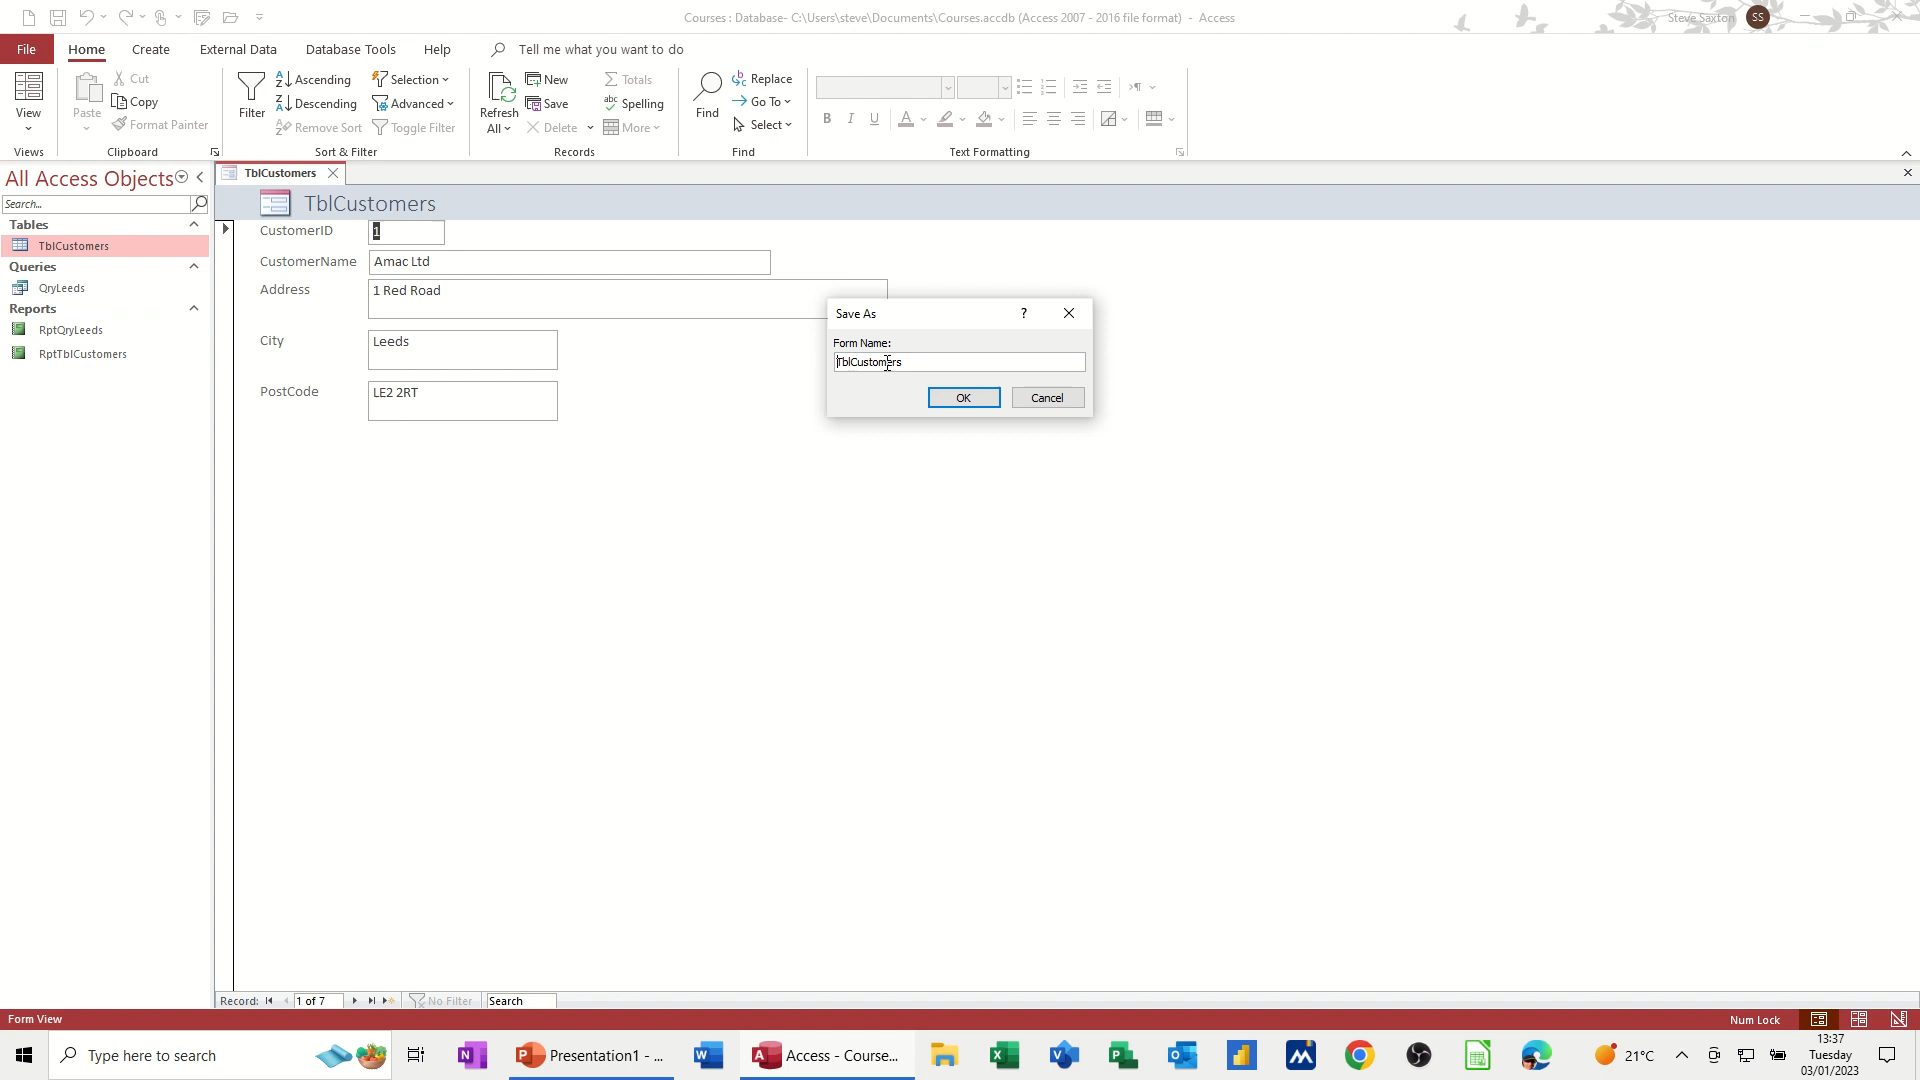 Courses : Database- C:\Users\steve\Documents\Courses.accdb (Access 2007 - 2016 file format) - Access
Steve Saxton
SS
File
Home
Create
External Data
Database Tools
Help
Tell me what you want to do
View
Views
Paste
Cut
Copy
Format Painter
Clipboard
Filter
Ascending
Descending
Remove Sort
Selection
Advanced
Toggle Filter
Sort & Filter
Refresh
All
New
Save
Delete
Totals
Spelling
More
Records
Find
Replace
Go To
Select
Find
B I U
Text Formatting
All Access Objects
Search...
Tables
TblCustomers
Queries
QryLeeds
Reports
RptQryLeeds
RptTblCustomers
TblCustomers
TblCustomers
CustomerID 1
CustomerName Amac Ltd
Address 1 Red Road
City Leeds
PostCode LE2 2RT
Save As
?
Form Name:
TblCustomers
OK
Cancel
Record:
1 of 7
No Filter
Search
Form View
Num Lock
Type here to search
Presentation1 - ...
Access - Course...
21°C
13:37
Tuesday
03/01/2023